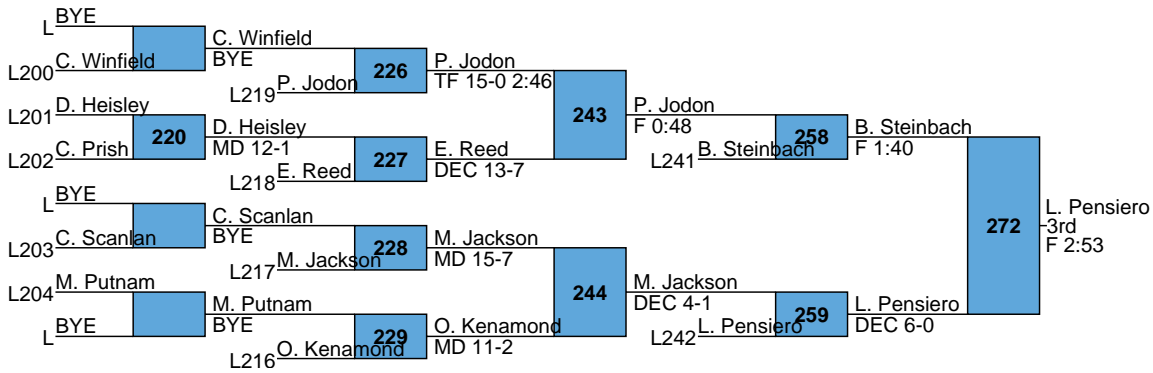 BYE
L
C. Winfield
BYE
C. Winfield
L200
226
P. Jodon
TF 15-0 2:46
P. Jodon
L219
D. Heisley
L201
220
D. Heisley
MD 12-1
C. Prish
L202
243
P. Jodon
F 0:48
227
E. Reed
DEC 13-7
E. Reed
L218
258
B. Steinbach
F 1:40
B. Steinbach
L241
BYE
L
C. Scanlan
BYE
C. Scanlan
L203
228
M. Jackson
MD 15-7
M. Jackson
L217
272
L. Pensiero
3rd
F 2:53
M. Putnam
L204
M. Putnam
BYE
BYE
L
244
M. Jackson
DEC 4-1
229
O. Kenamond
MD 11-2
O. Kenamond
L216
259
L. Pensiero
DEC 6-0
L. Pensiero
L242